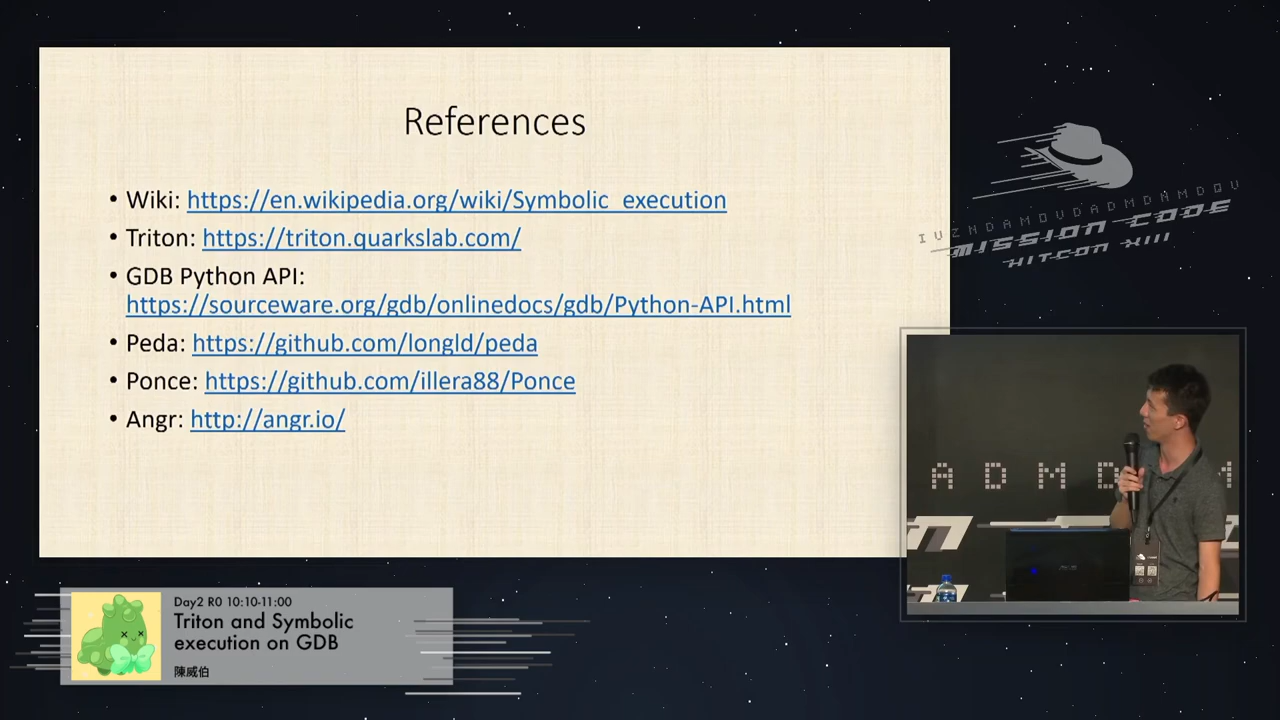 References
• Wiki: https://en.wikipedia.org/wiki/Symbolic_execution
• Triton: https://triton.quarkslab.com/
• GDB Python API:
https://sourceware.org/gdb/onlinedocs/gdb/Python-API.html
• Peda: https://github.com/longld/peda
• Ponce: https://github.com/illera88/Ponce
• Angr: http://angr.io/
IVZNDAMOVDADMDNMDQV
MISSION CODE
HITCON XIII
A D M D
Day2 R0 10:10-11:00
Triton and Symbolic
execution on GDB
陳威伯